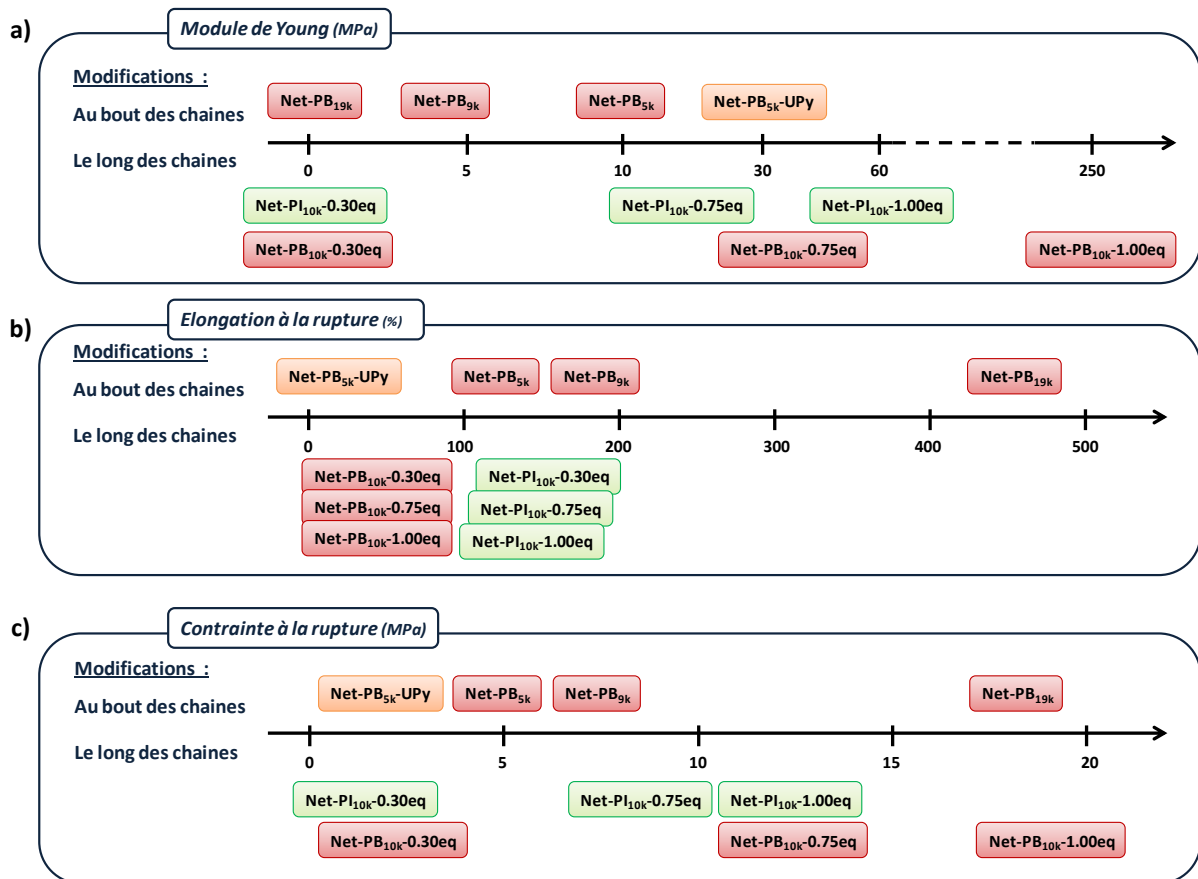 a)
Module de Young (MPa)
Modifications :
Au bout des chaines
Net-PB19k
Net-PB9k
Net-PB5k
Net-PB5k-UPy
Le long des chaines
0 5 10 30 60 250
Net-PI10k-0.30eq
Net-PI10k-0.75eq
Net-PI10k-1.00eq
Net-PB10k-0.30eq
Net-PB10k-0.75eq
Net-PB10k-1.00eq
b)
Elongation à la rupture (%)
Modifications :
Au bout des chaines
Net-PB5k-UPy
Net-PB5k
Net-PB9k
Net-PB19k
Le long des chaines
0 100 200 300 400 500
Net-PB10k-0.30eq
Net-PI10k-0.30eq
Net-PB10k-0.75eq
Net-PI10k-0.75eq
Net-PB10k-1.00eq
Net-PI10k-1.00eq
c)
Contrainte à la rupture (MPa)
Modifications :
Au bout des chaines
Net-PB5k-UPy
Net-PB5k
Net-PB9k
Net-PB19k
Le long des chaines
0 5 10 15 20
Net-PI10k-0.30eq
Net-PI10k-0.75eq
Net-PI10k-1.00eq
Net-PB10k-0.30eq
Net-PB10k-0.75eq
Net-PB10k-1.00eq